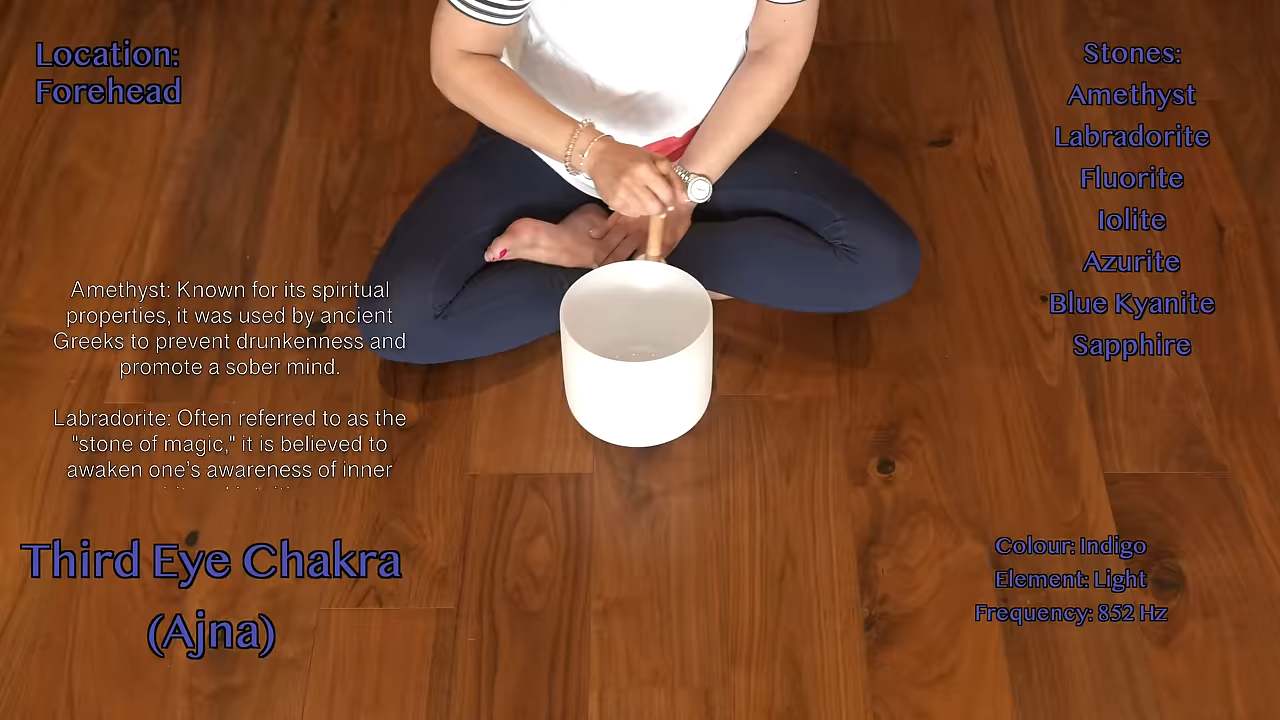 Location:
Forehead
Stones:
Amethyst
Labradorite
Fluorite
Iolite
Azurite
Blue Kyanite
Sapphire
Amethyst: Known for its spiritual
properties, it was used by ancient
Greeks to prevent drunkenness and
promote a sober mind.
Labradorite: Often referred to as the
"stone of magic," it is believed to
awaken one's awareness of inner
Third Eye Chakra
(Ajna)
Colour: Indigo
Element: Light
Frequency: 852 Hz